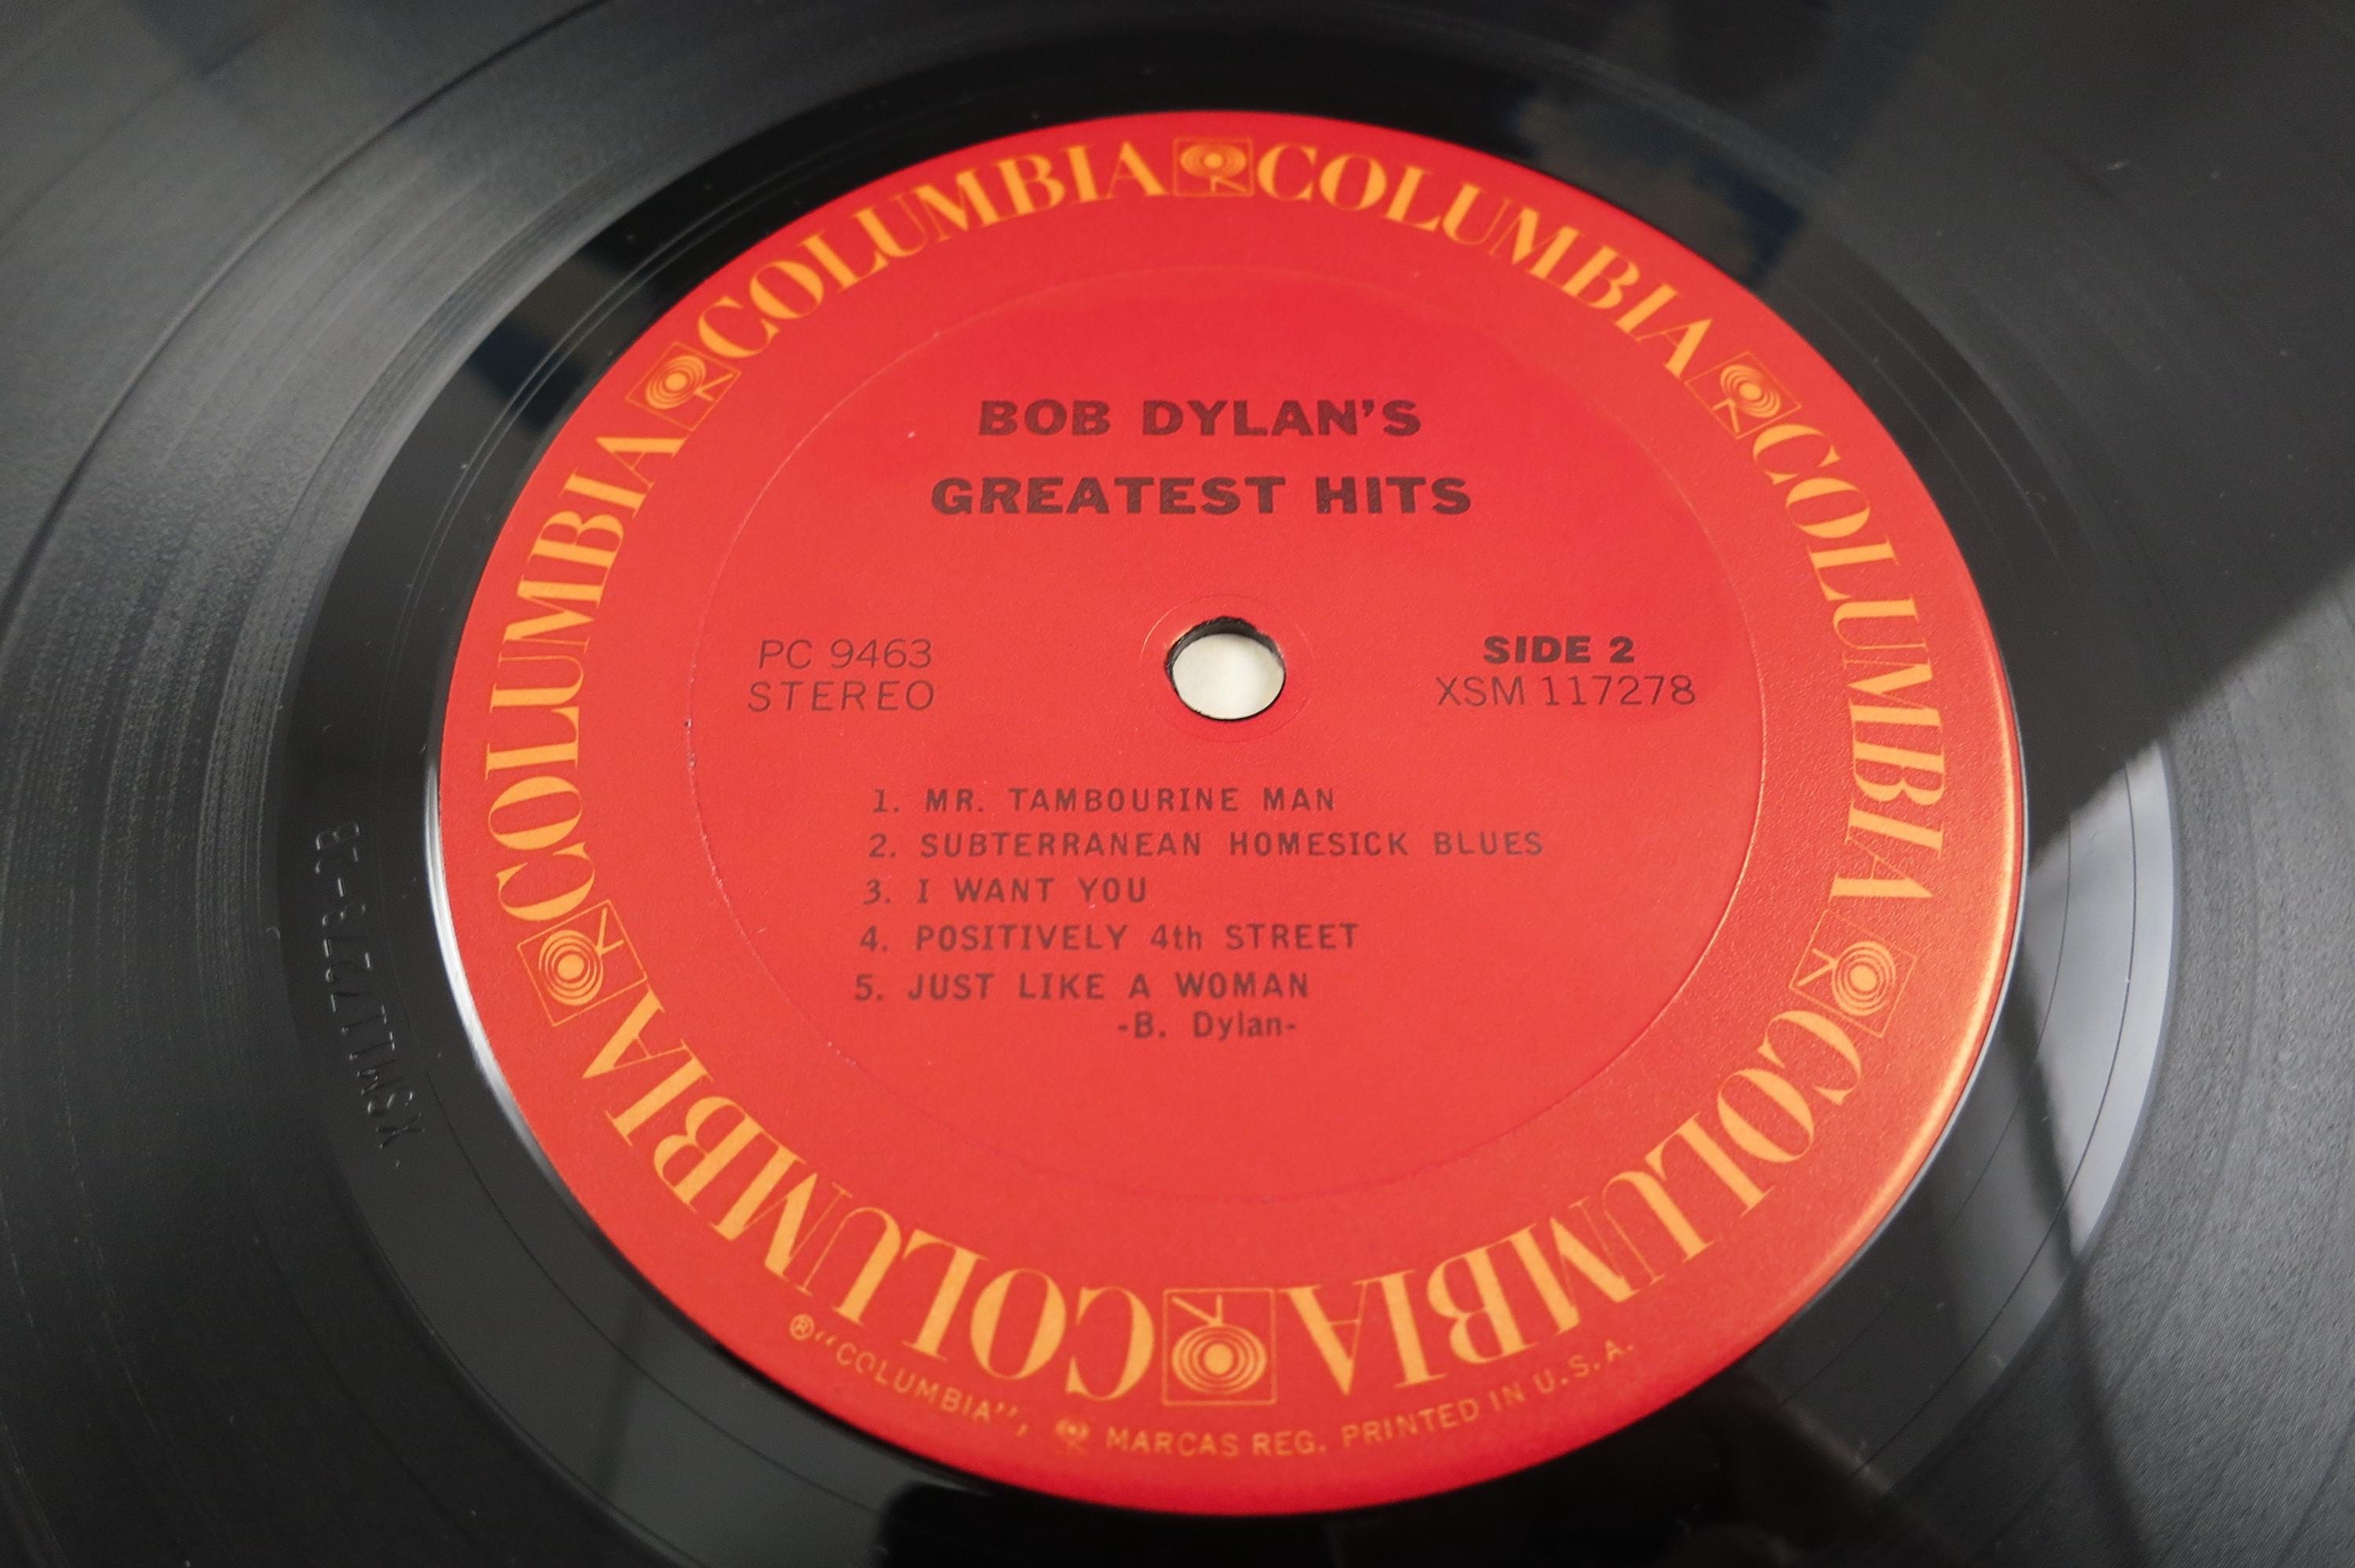 COLUMBIA COLUMBIA COLUMBIA COLUMBIA COLUMBIA COLUMBIA
BOB DYLAN'S
GREATEST HITS
PC 9463
STEREO
SIDE 2
XSM 117278
1. MR. TAMBOURINE MAN
2. SUBTERRANEAN HOMESICK BLUES
3. I WANT YOU
4. POSITIVELY 4th STREET
5. JUST LIKE A WOMAN
-B. Dylan-
®"COLUMBIA", MARCAS REG. PRINTED IN U.S.A.